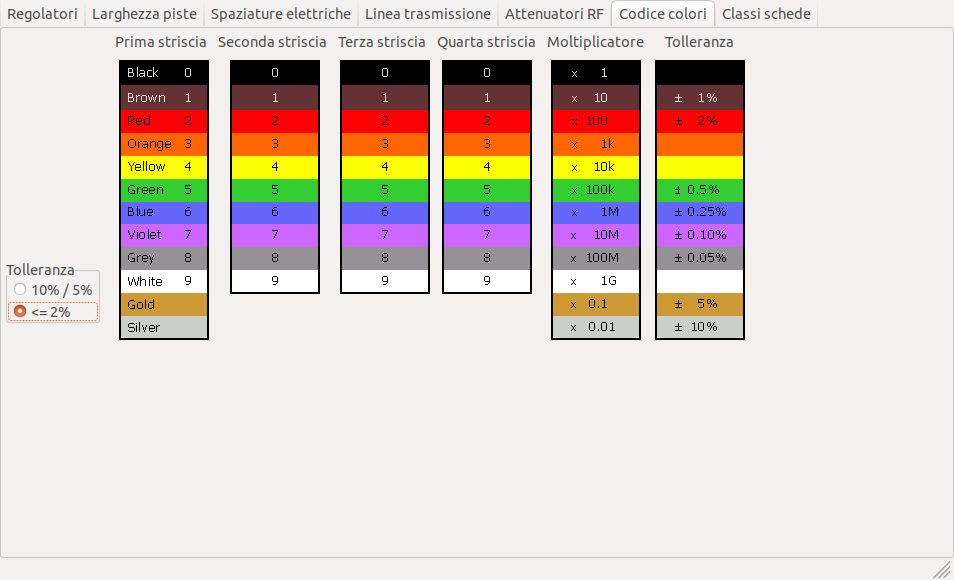 Regolatori Larghezza piste Spaziature elettriche Linea trasmissione Attenuatori RF Codice colori Classi schede
Prima striscia Seconda striscia Terza striscia Quarta striscia Moltiplicatore Tolleranza
Black 0 0 0 0 x 1
Brown 1 1 1 1 x 10 ± 1%
Red 2 2 2 2 x 100 ± 2%
Orange 3 3 3 3 x 1k
Yellow 4 4 4 4 x 10k
Green 5 5 5 5 x 100k ± 0.5%
Blue 6 6 6 6 x 1M ± 0.25%
Violet 7 7 7 7 x 10M ± 0.10%
Grey 8 8 8 8 x 100M ± 0.05%
White 9 9 9 9 x 1G
Gold x 0.1 ± 5%
Silver x 0.01 ± 10%
Tolleranza
10% / 5%
<= 2%